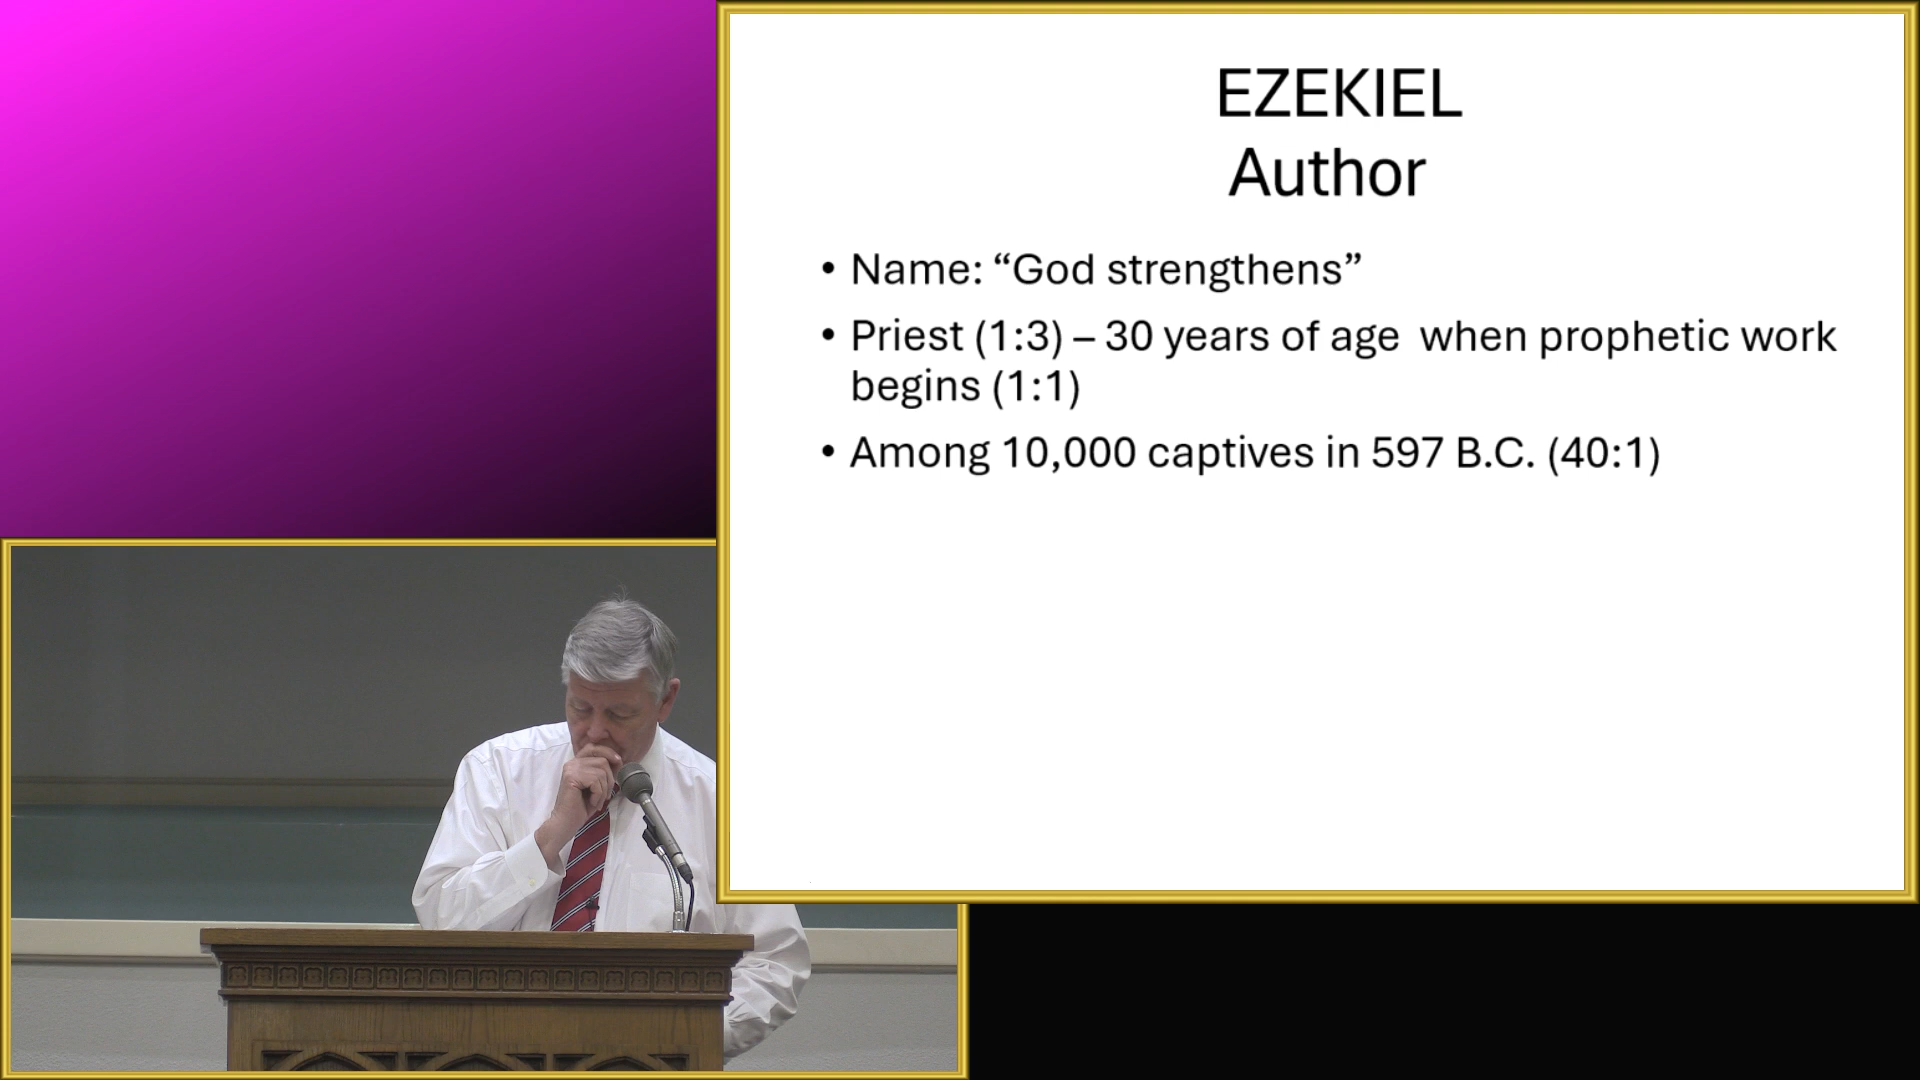 EZEKIEL
Author
• Name: “God strengthens”
• Priest (1:3) – 30 years of age  when prophetic work
begins (1:1)
• Among 10,000 captives in 597 B.C. (40:1)